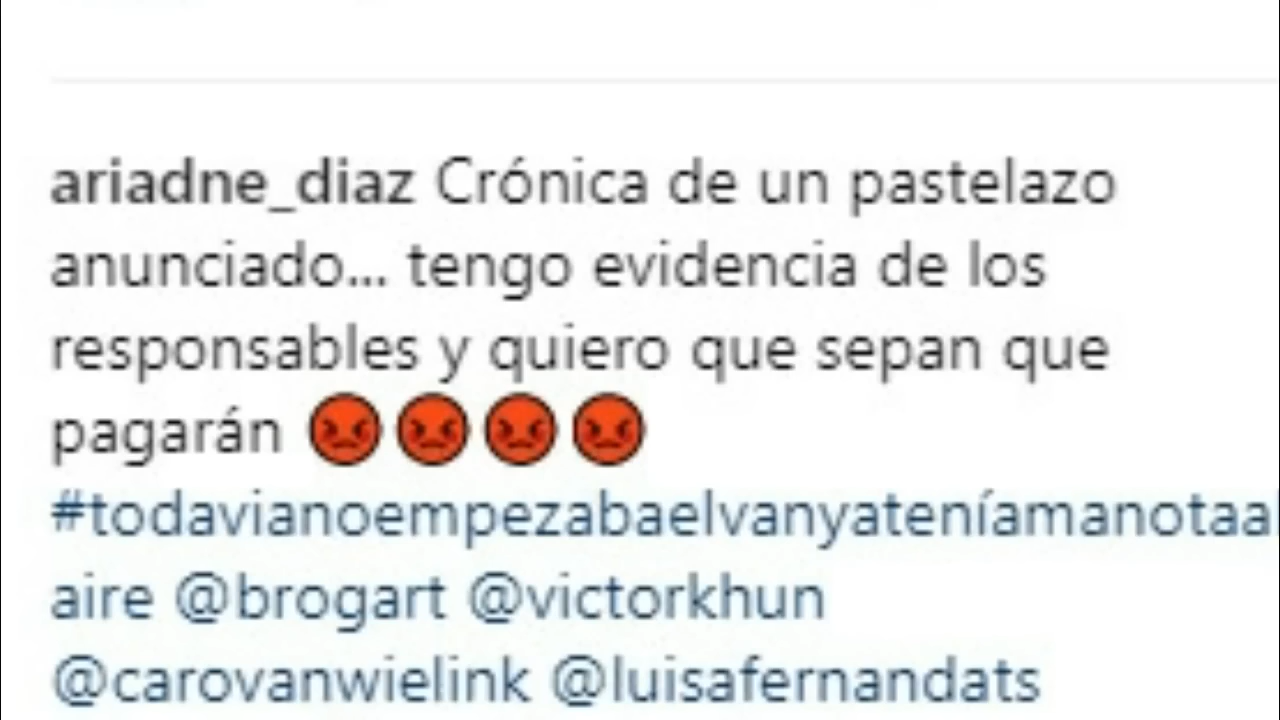 ariadne_diaz Crónica de un pastelazo
anunciado... tengo evidencia de los
responsables y quiero que sepan que
pagarán 😡😡😡😡
#todavianoempezabaelvanyateníamanotaa
aire @brogart @victorkhun
@carovanwielink @luisafernandats